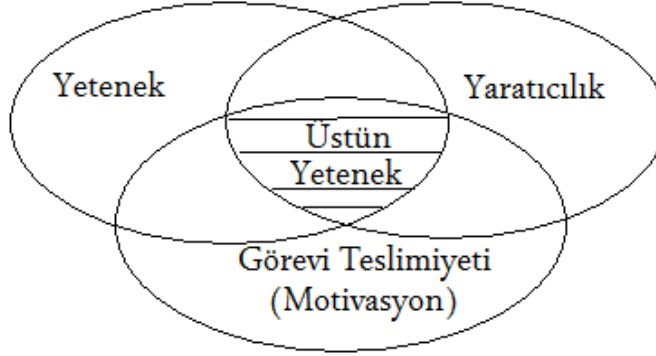 Yetenek
Yaratıcılık
Üstün
Yetenek
Görevi Teslimiyeti
(Motivasyon)